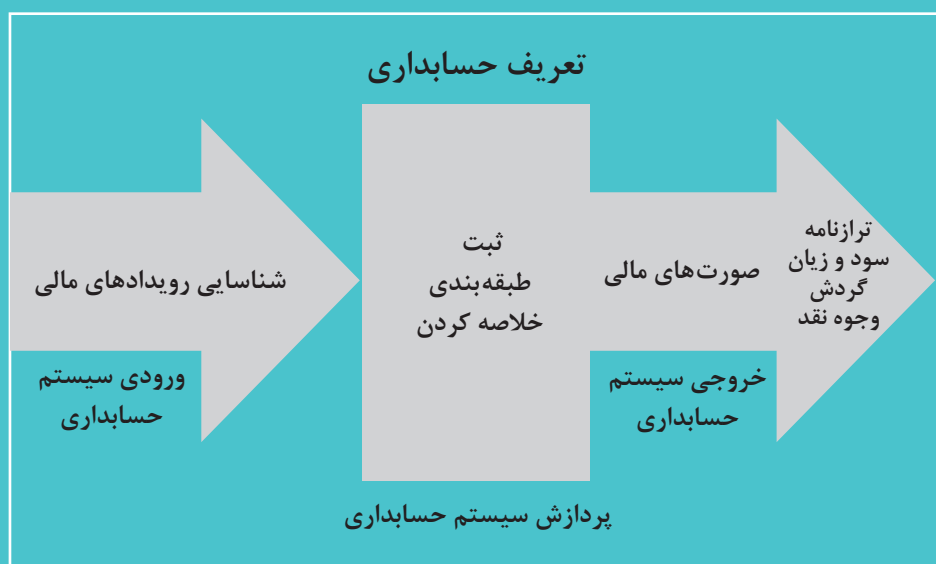 تعریف حسابداری
شناسایی رویدادهای مالی
ورودی سیستم
حسابداری
ثبت
طبقه‌بندی
خلاصه کردن
پردازش سیستم حسابداری
صورت‌های مالی
خروجی سیستم
حسابداری
ترازنامه
سود و زیان
گردش
وجوه نقد